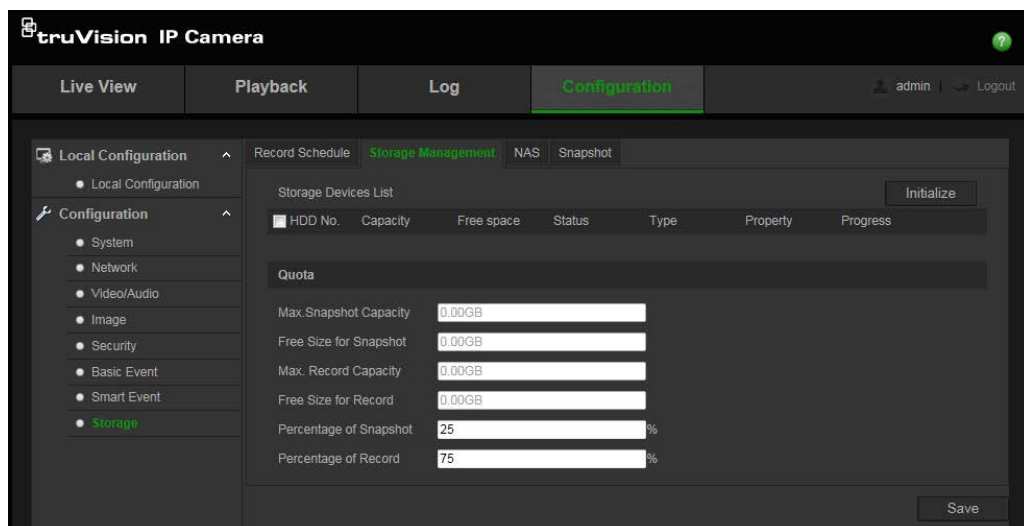 truVision IP Camera
?
Live View Playback Log Configuration admin | Logout
Local Configuration
Local Configuration
Configuration
System
Network
Video/Audio
Image
Security
Basic Event
Smart Event
Storage
Record Schedule Storage Management NAS Snapshot
Storage Devices List Initialize
HDD No. Capacity Free space Status Type Property Progress
Quota
Max.Snapshot Capacity 0.00GB
Free Size for Snapshot 0.00GB
Max. Record Capacity 0.00GB
Free Size for Record 0.00GB
Percentage of Snapshot 25 %
Percentage of Record 75 %
Save